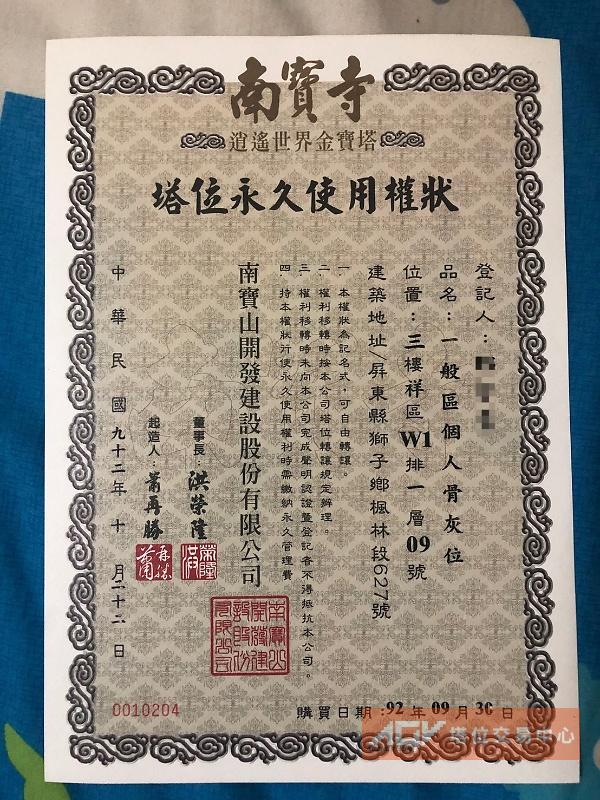 南寶寺
逍遙世界金寶塔
塔位永久使用權狀
登記人：
品名：一般區個人骨灰位
位置：三樓祥區W1排一層09號
建築地址/屏東縣獅子鄉楓林段627號
一 本權狀為記名式，可自由轉讓。
二 權利移轉時按本公司塔位轉讓規定辦理。
三 權利移轉時未向本公司完成聲明認證暨登記者不得抵抗本公司。
四 持本權狀行使永久使用權利時需繳納永久管理費
南寶山開發建設股份有限公司
董事長 洪榮隆
起造人：蕭再勝
中華民國九十二年十月二十二日
購買日期：92年09月30日
0010204
ACK 塔位交易中心